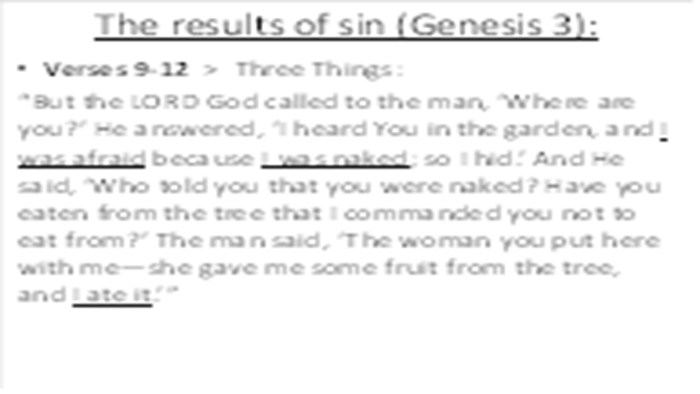 The results of sin (Genesis 3):
• Verses 9-12 > Three Things:
"But the LORD God called to the man, 'Where are
you?' He answered, 'I heard You in the garden, and I
was afraid because I was naked; so I hid.' And He
said, 'Who told you that you were naked? Have you
eaten from the tree that I commanded you not to
eat from?' The man said, 'The woman you put here
with me—she gave me some fruit from the tree,
and I ate it.'"